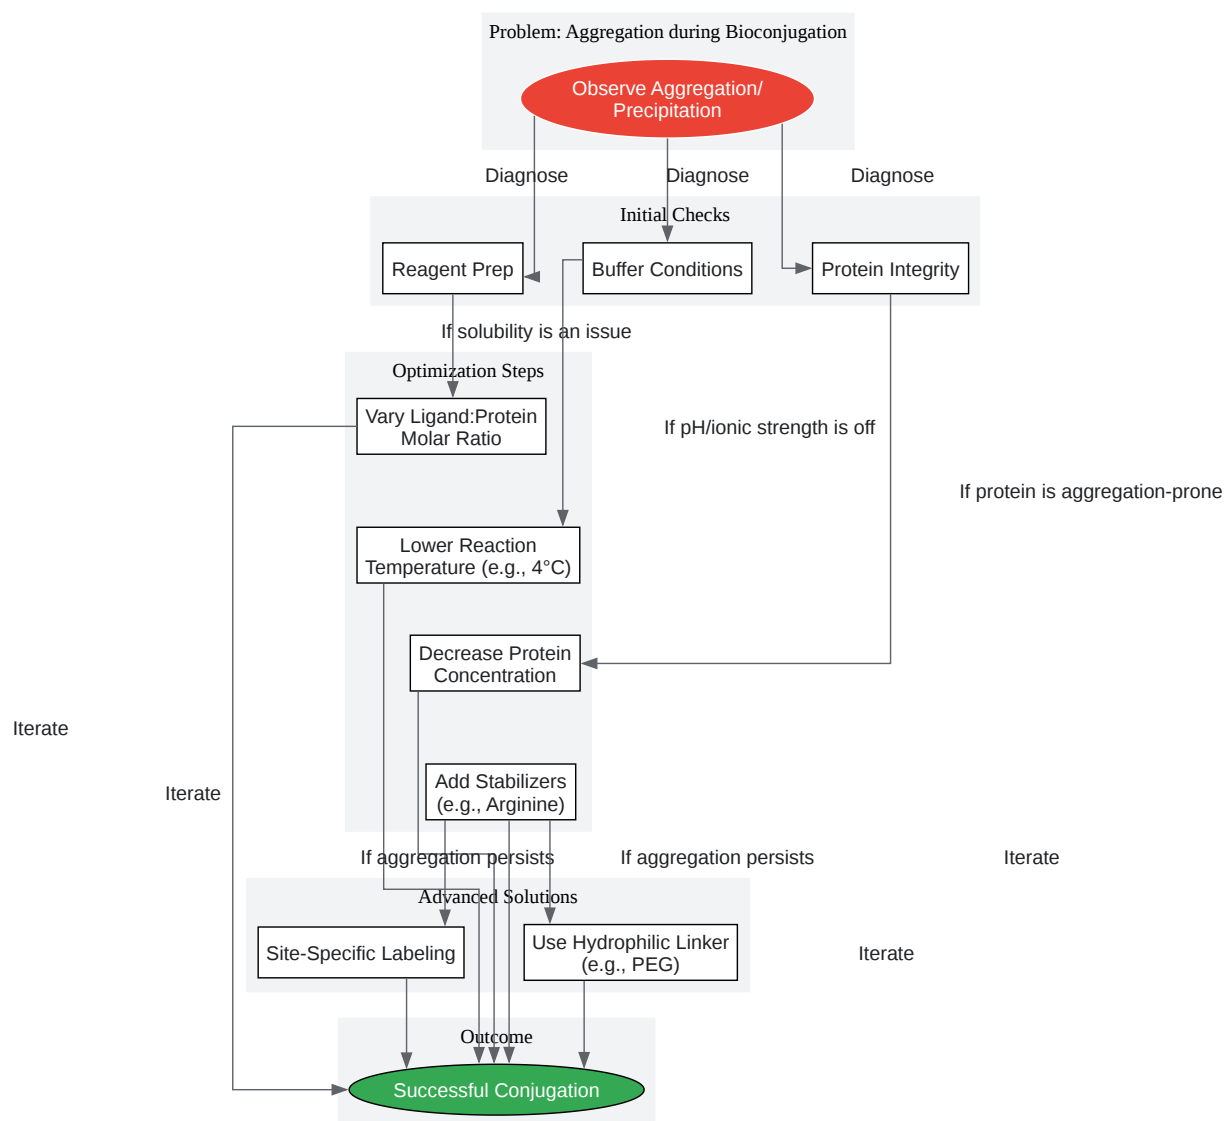 Problem: Aggregation during Bioconjugation
Observe Aggregation/
Precipitation
Diagnose
Diagnose
Diagnose
Initial Checks
Reagent Prep
Buffer Conditions
Protein Integrity
If solubility is an issue
Optimization Steps
Vary Ligand:Protein
Molar Ratio
If pH/ionic strength is off
If protein is aggregation-prone
Lower Reaction
Temperature (e.g., 4°C)
Decrease Protein
Concentration
Iterate
Add Stabilizers
(e.g., Arginine)
Iterate
If aggregation persists
If aggregation persists
Iterate
Advanced Solutions
Site-Specific Labeling
Use Hydrophilic Linker
(e.g., PEG)
Iterate
Outcome
Successful Conjugation